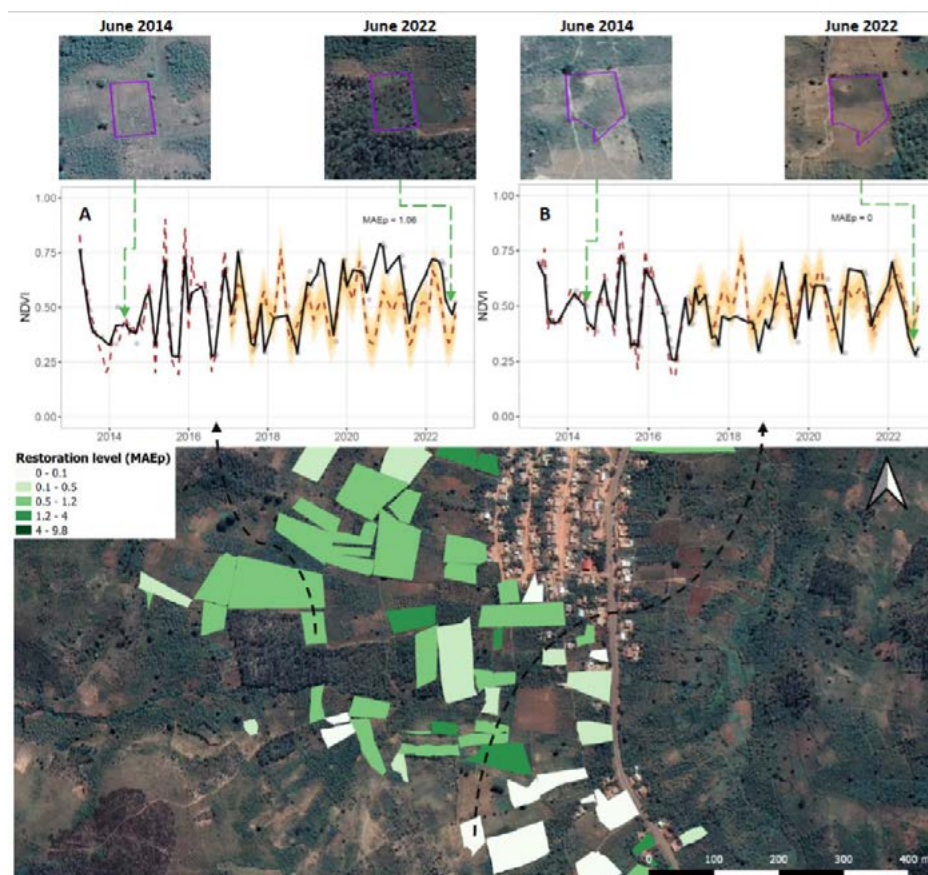 June 2014
June 2022
June 2014
June 2022
A
MAEp = 1.06
B
MAEp = 0
NDVI
1.00
0.75
0.50
0.25
0.00
NDVI
1.00
0.75
0.50
0.25
0.00
2014
2016
2018
2020
2022
2014
2016
2018
2020
2022
Restoration level (MAEp)
0 - 0.1
0.1 - 0.5
0.5 - 1.2
1.2 - 4
4 - 9.8
0
100
200
300
400 m